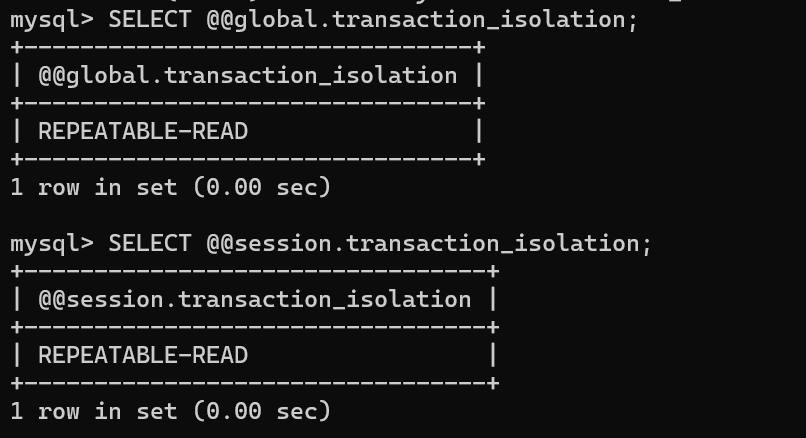 mysql> SELECT @@global.transaction_isolation;
+--------------------------------+
| @@global.transaction_isolation |
+--------------------------------+
| REPEATABLE-READ                |
+--------------------------------+
1 row in set (0.00 sec)

mysql> SELECT @@session.transaction_isolation;
+---------------------------------+
| @@session.transaction_isolation |
+---------------------------------+
| REPEATABLE-READ                 |
+---------------------------------+
1 row in set (0.00 sec)